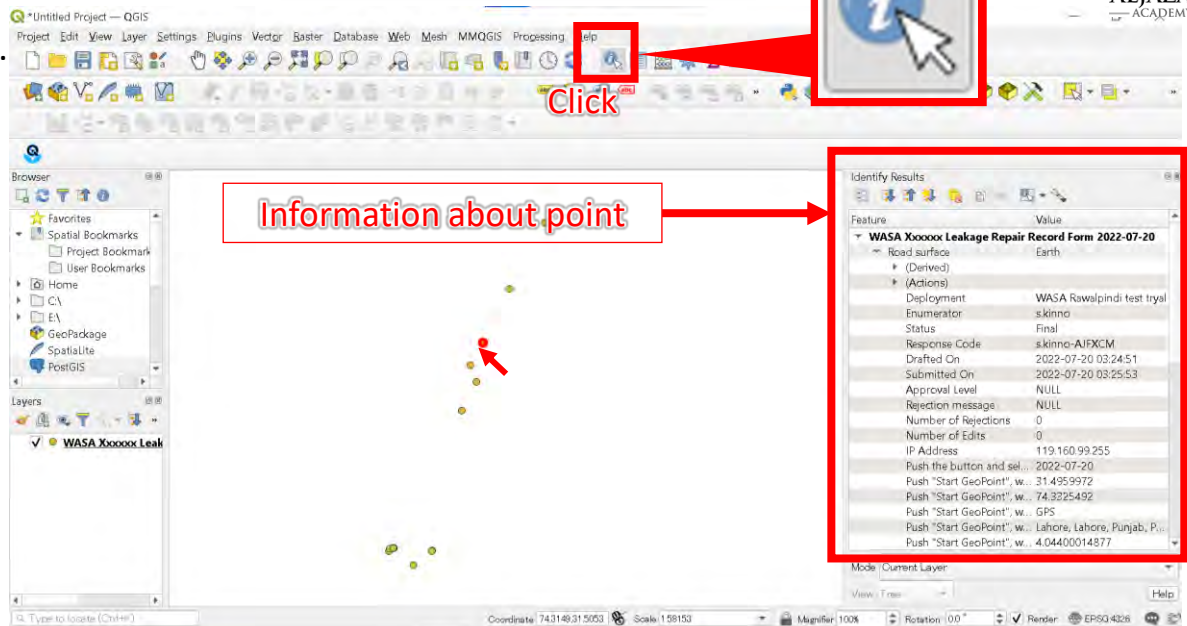 *Untitled Project — QGIS
ACADEMY
Project Edit View Layer Settings Plugins Vector Raster Database Web Mesh MMQGIS Processing elp
Click
Browser
Favorites
Spatial Bookmarks
Project Bookmark
User Bookmarks
Home
C:\
E:\
GeoPackage
SpatiaLite
PostGIS
Layers
WASA Xxxxxx Leak
Information about point
Identify Results
Feature Value
WASA Xxxxxx Leakage Repair Record Form 2022-07-20
Road surface Earth
(Derived)
(Actions)
Deployment WASA Rawalpindi test tryal
Enumerator s.kinno
Status Final
Response Code s.kinno-AJFXCM
Drafted On 2022-07-20 03:24:51
Submitted On 2022-07-20 03:25:53
Approval Level NULL
Rejection message NULL
Number of Rejections 0
Number of Edits 0
IP Address 119.160.99.255
Push the button and sel... 2022-07-20
Push "Start GeoPoint", w... 31.4959972
Push "Start GeoPoint", w... 74.3325492
Push "Start GeoPoint", w... GPS
Push "Start GeoPoint", w... Lahore, Lahore, Punjab, P...
Push "Start GeoPoint", w... 4.04400014877
Mode Current Layer
View Tree
Help
Type to locate (Ctrl+K)
Coordinate 74.3149,31.5053 Scale 1:59153 Magnifier 100% Rotation 0.0° Render EPSG:4326